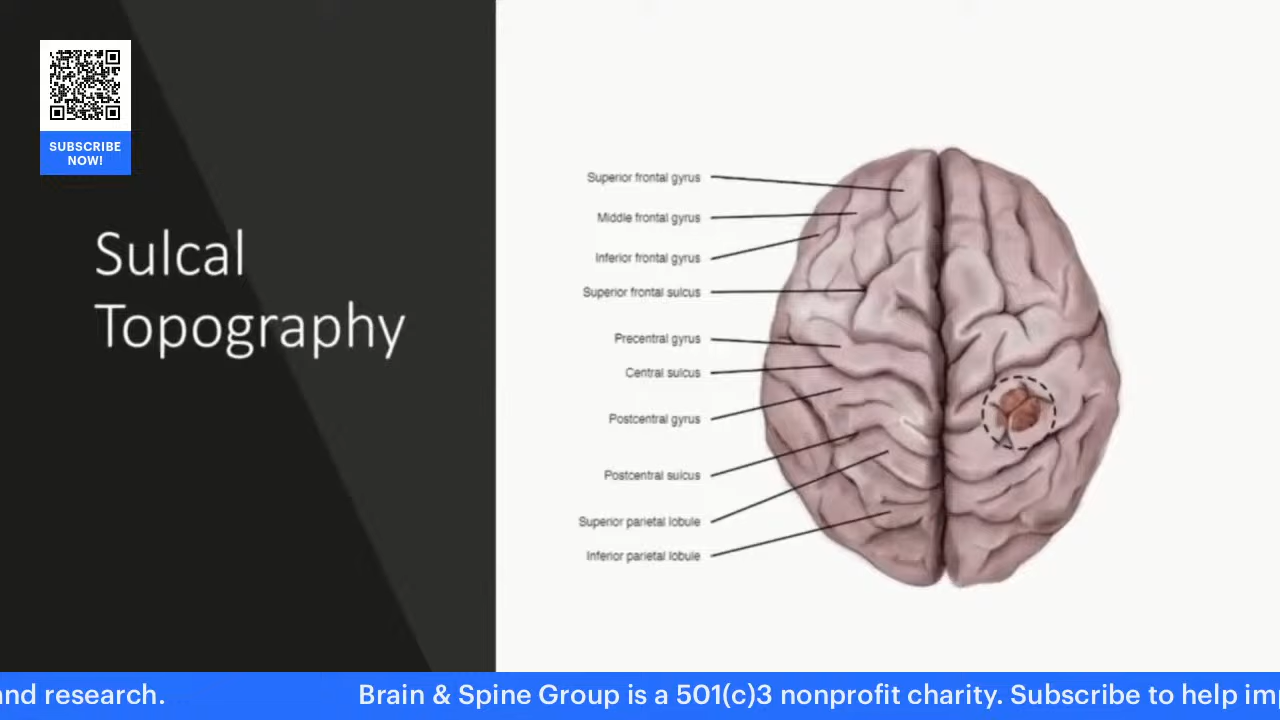 SUBSCRIBE
NOW!
Sulcal
Topography
Superior frontal gyrus
Middle frontal gyrus
Inferior frontal gyrus
Superior frontal sulcus
Precentral gyrus
Central sulcus
Postcentral gyrus
Postcentral sulcus
Superior parietal lobule
Inferior parietal lobule
and research. Brain & Spine Group is a 501(c)3 nonprofit charity. Subscribe to help